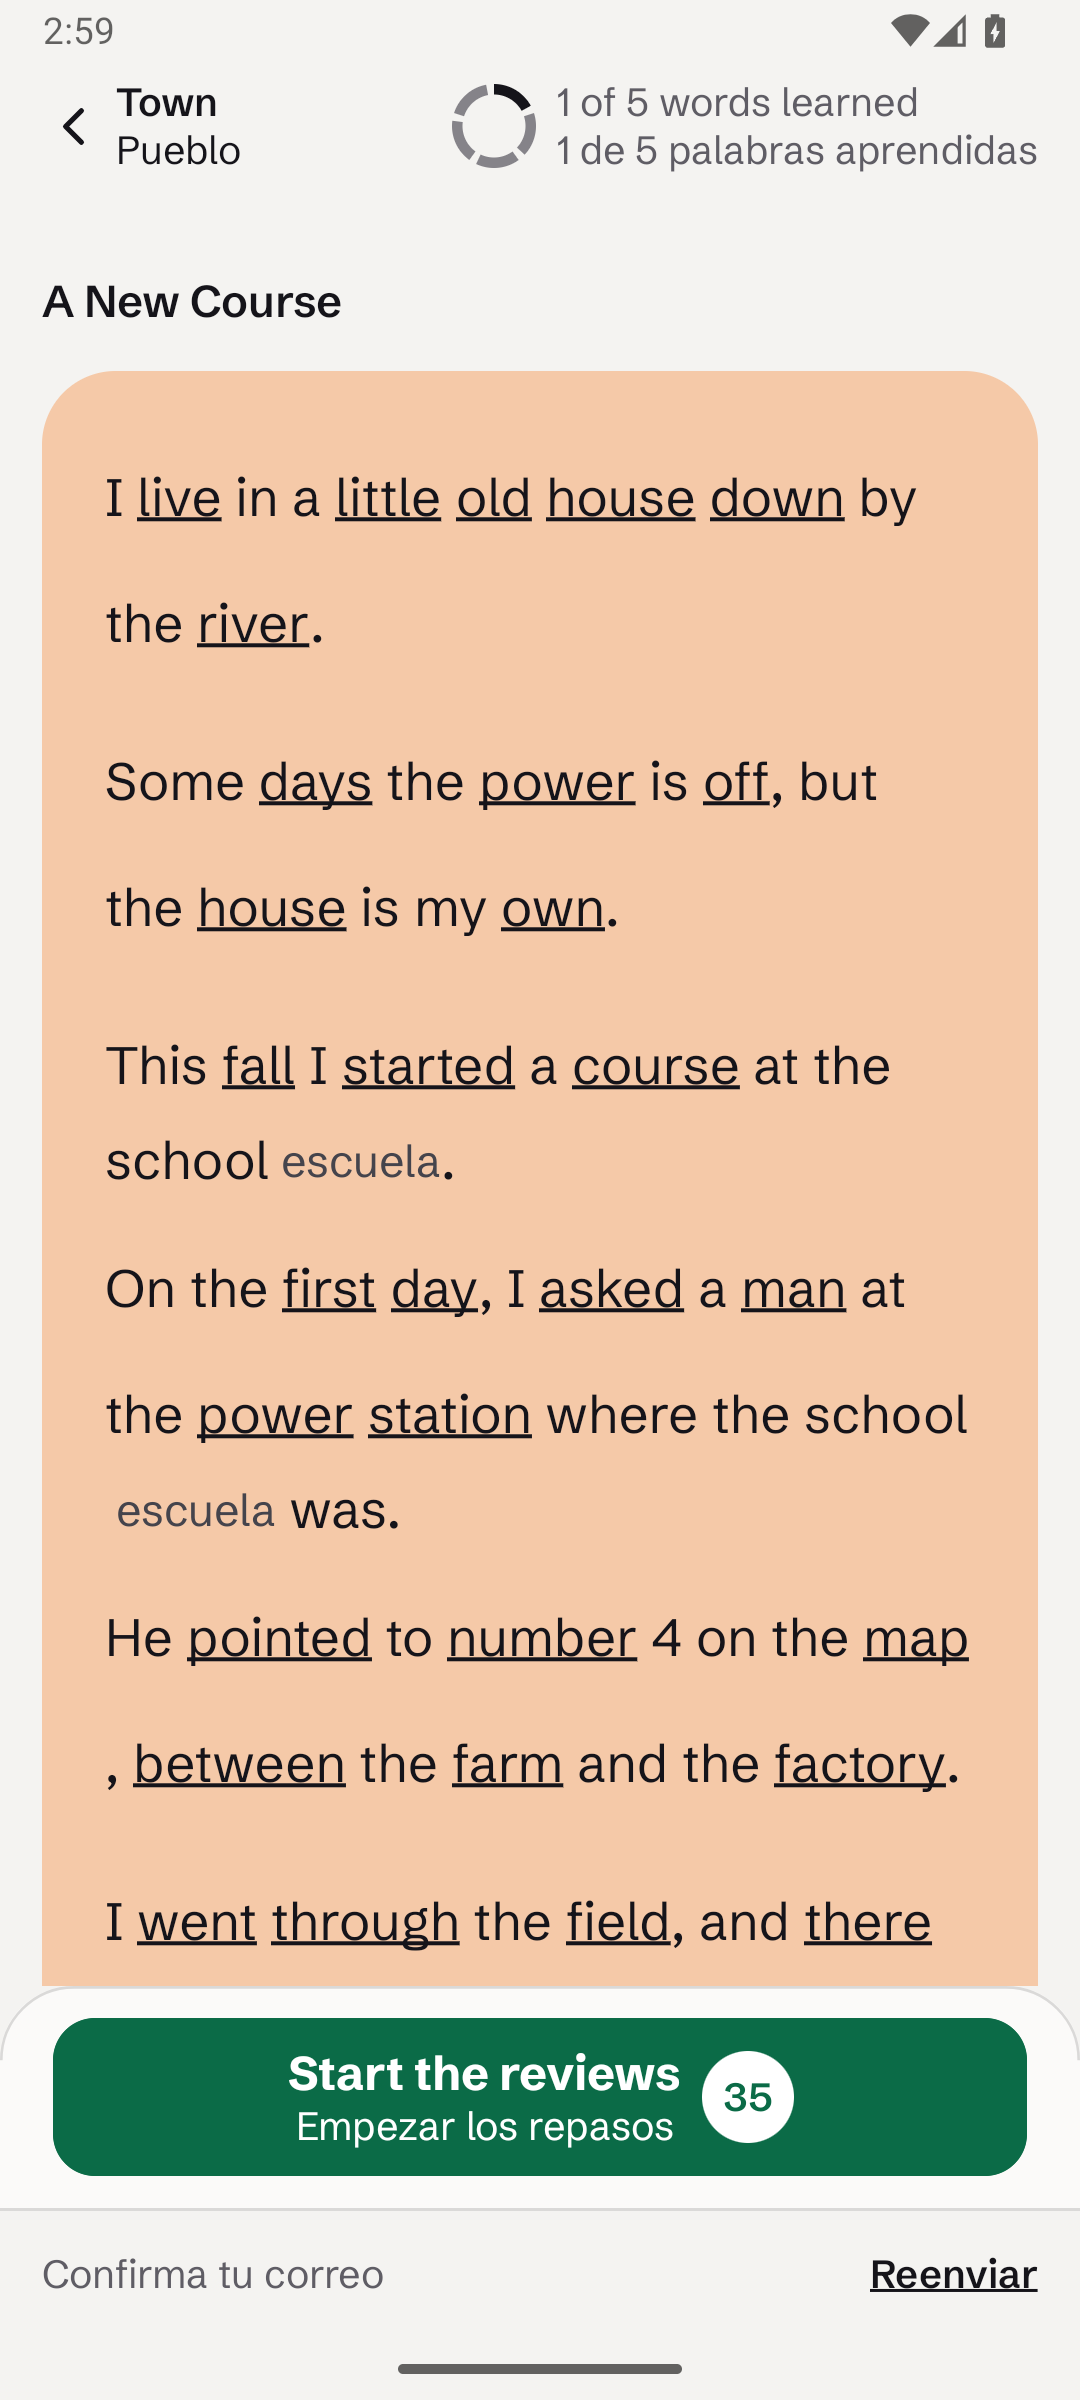 2:59
Town
Pueblo
1 of 5 words learned
1 de 5 palabras aprendidas
A New Course
I live in a little old house down by
the river.
Some days the power is off, but
the house is my own.
This fall I started a course at the
school escuela.
On the first day, I asked a man at
the power station where the school
escuela was.
He pointed to number 4 on the map
, between the farm and the factory.
I went through the field, and there
Start the reviews
Empezar los repasos
35
Confirma tu correo
Reenviar